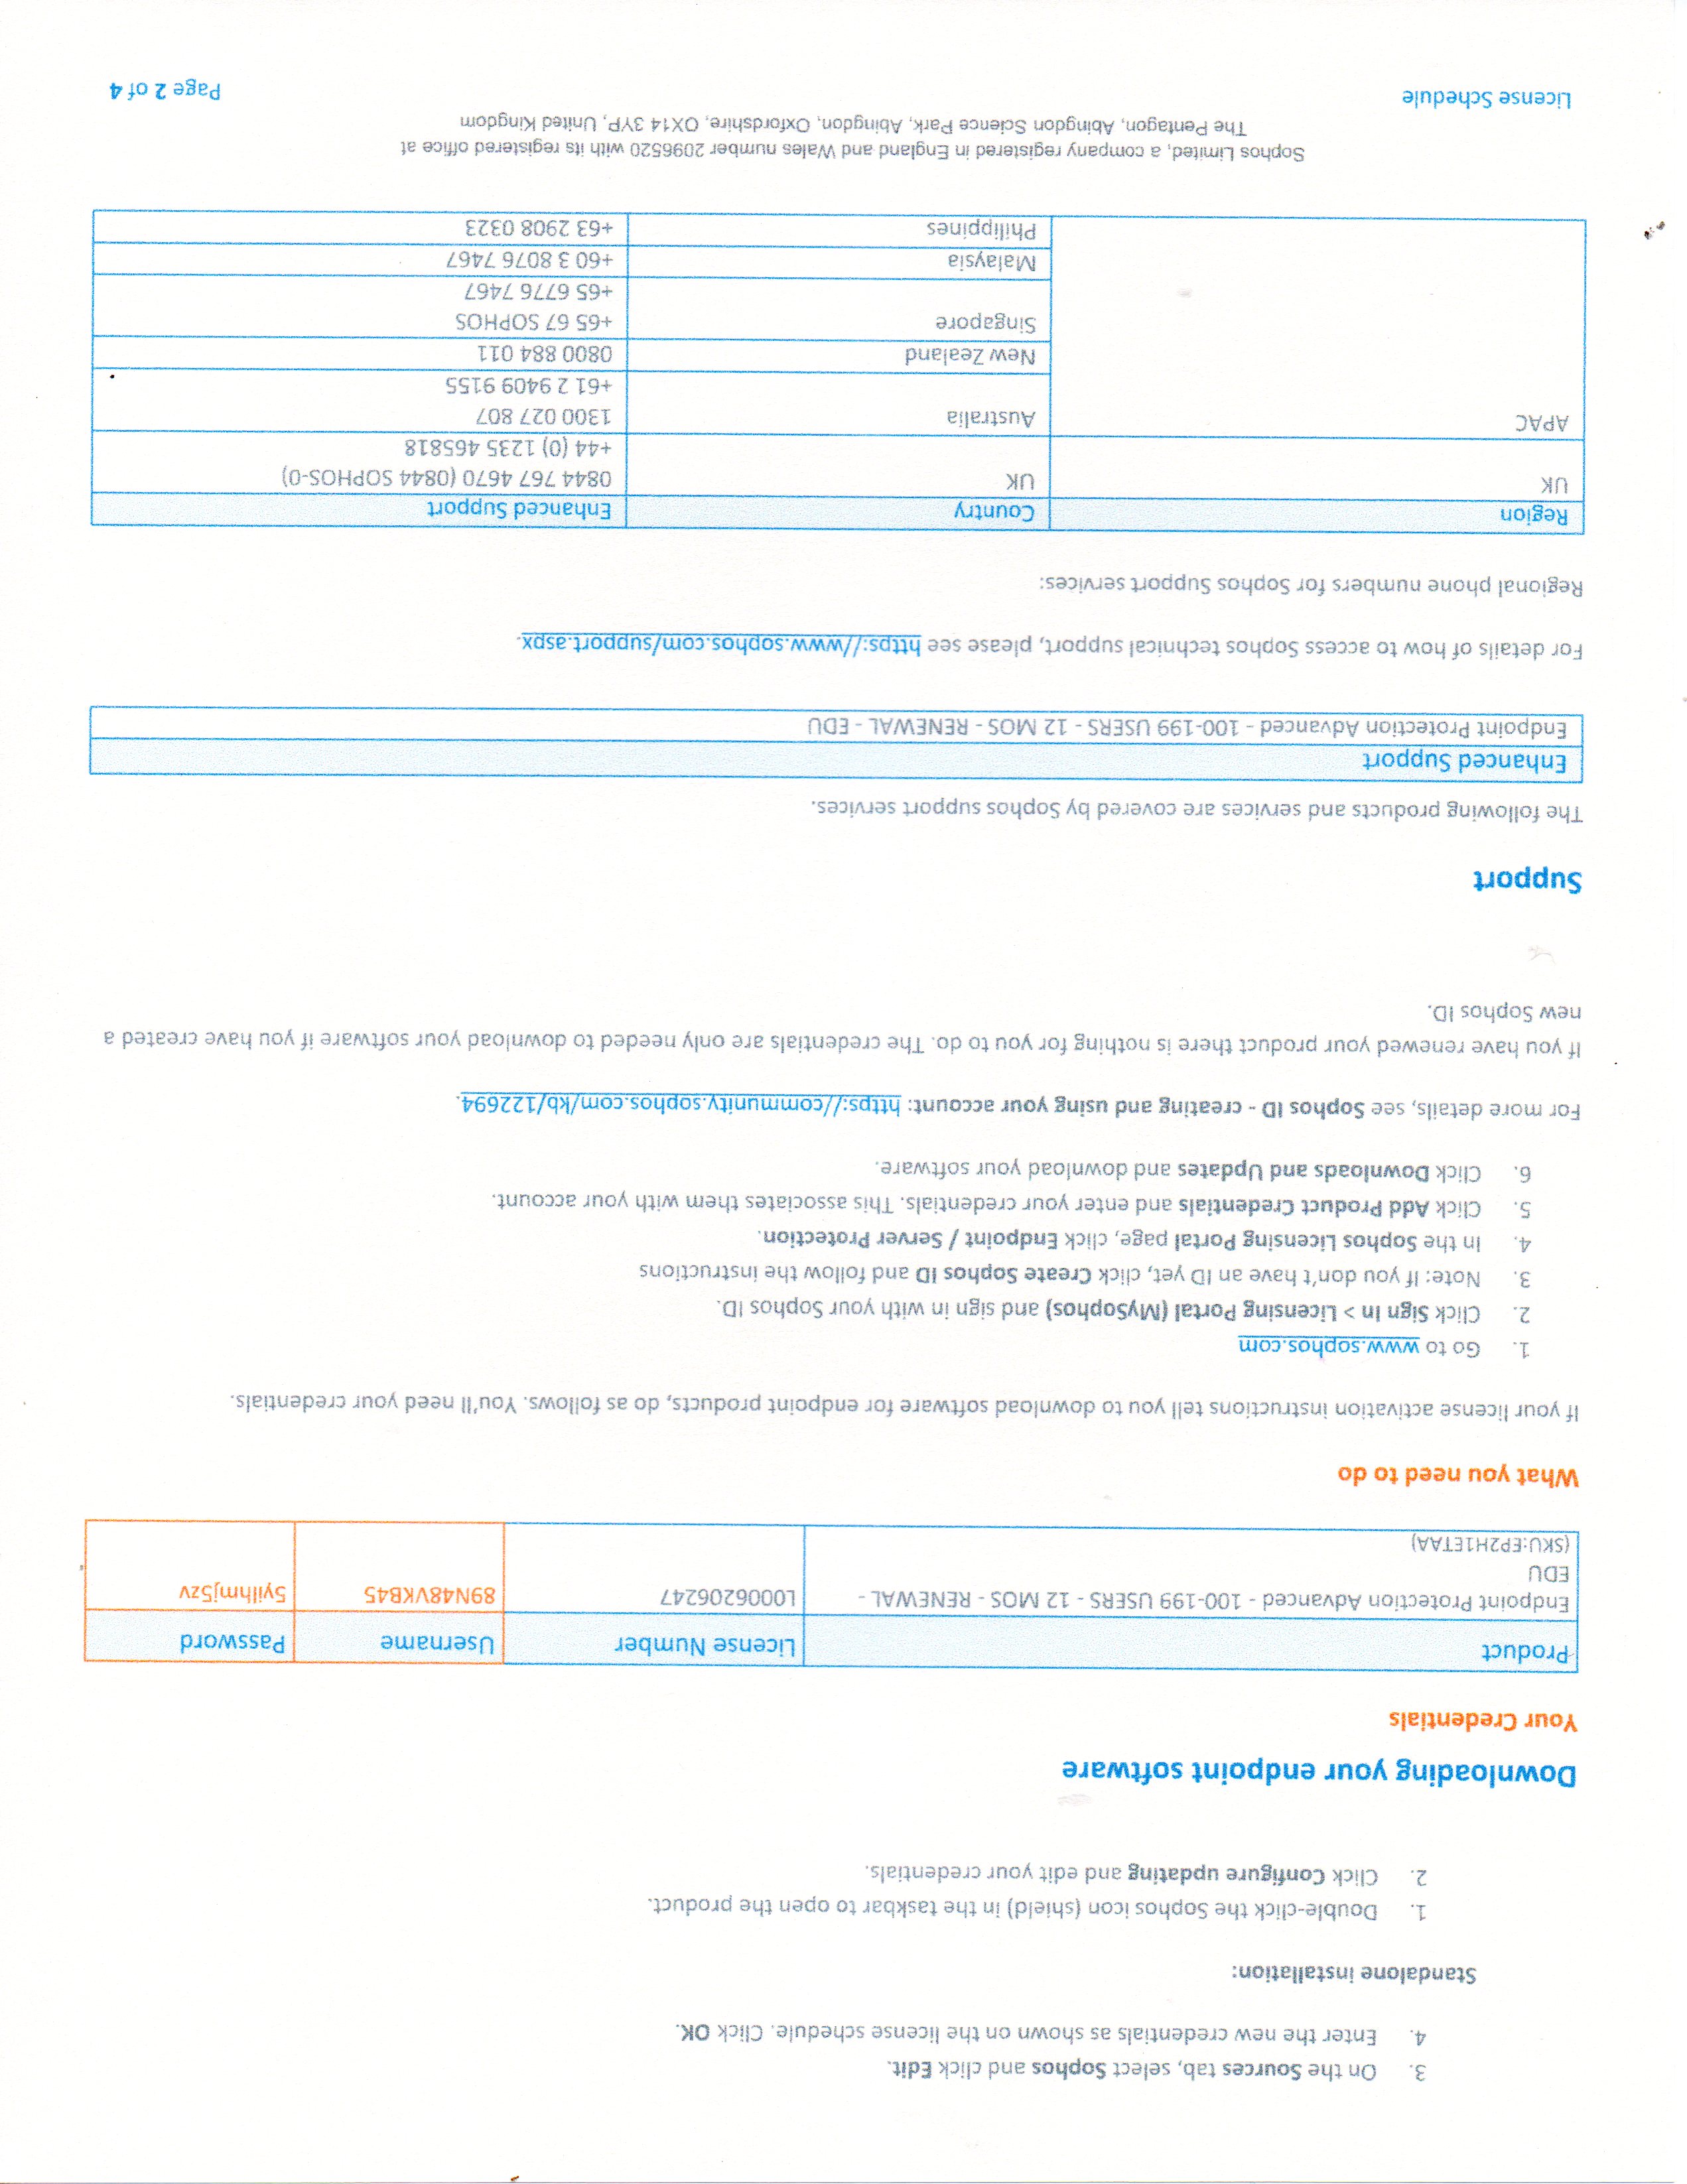 3. On the Sources tab, select Sophos and click Edit.
4. Enter the new credentials as shown on the license schedule. Click OK.
Standalone installation:
1. Double-click the Sophos icon (shield) in the taskbar to open the product.
2. Click Configure updating and edit your credentials.
Downloading your endpoint software
Your Credentials
Product License Number Username Password
Endpoint Protection Advanced - 100-199 USERS - 12 MOS - RENEWAL - L0006206247 89N48VKB45 5yilhmj5zv
EDU
(SKU:EP2H1ETAA)
What you need to do
If your license activation instructions tell you to download software for endpoint products, do as follows. You'll need your credentials.
1. Go to www.sophos.com
2. Click Sign In > Licensing Portal (MySophos) and sign in with your Sophos ID.
3. Note: If you don't have an ID yet, click Create Sophos ID and follow the instructions
4. In the Sophos Licensing Portal page, click Endpoint / Server Protection.
5. Click Add Product Credentials and enter your credentials. This associates them with your account.
6. Click Downloads and Updates and download your software.
For more details, see Sophos ID - creating and using your account: https://community.sophos.com/kb/122694.
If you have renewed your product there is nothing for you to do. The credentials are only needed to download your software if you have created a
new Sophos ID.
Support
The following products and services are covered by Sophos support services.
Enhanced Support
Endpoint Protection Advanced - 100-199 USERS - 12 MOS - RENEWAL - EDU
For details of how to access Sophos technical support, please see https://www.sophos.com/support.aspx.
Regional phone numbers for Sophos Support services:
Region Country Enhanced Support
UK UK 0844 767 4670 (0844 SOPHOS-0)
+44 (0) 1235 465818
APAC Australia 1300 027 807
+61 2 9409 9155
New Zealand 0800 884 011
Singapore +65 67 SOPHOS
+65 6776 7467
Malaysia +60 3 8076 7467
Philippines +63 2908 0323
Sophos Limited, a company registered in England and Wales number 2096520 with its registered office at
The Pentagon, Abingdon Science Park, Abingdon, Oxfordshire, OX14 3YP, United Kingdom
License Schedule Page 2 of 4